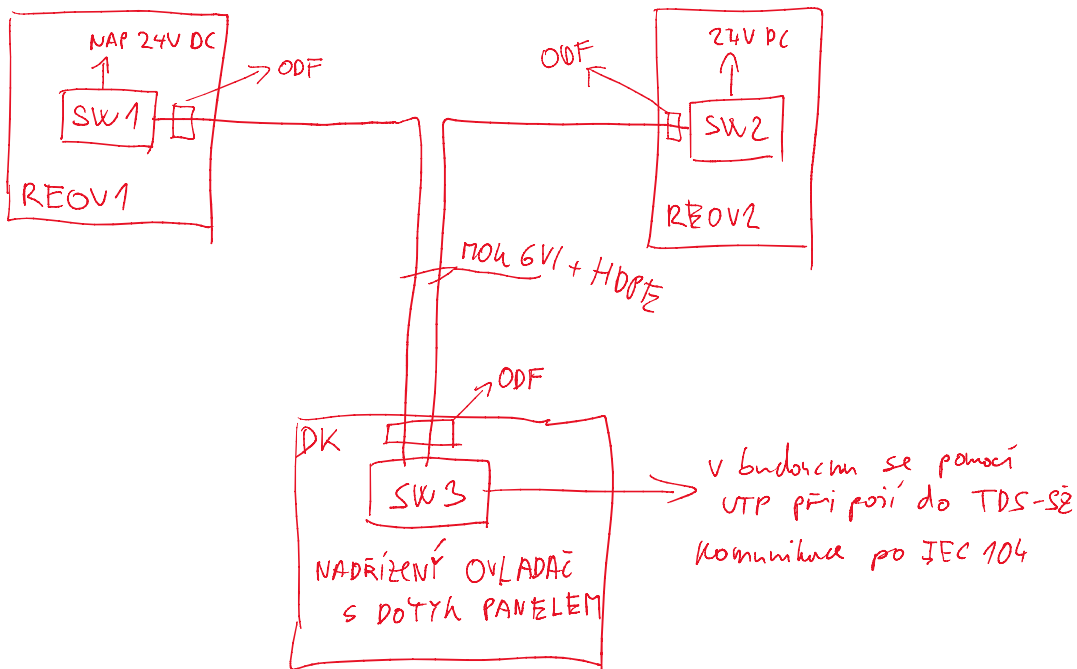 NAP 24V DC
ODF
SW1
REOV1
24V DC
ODF
SW2
REOV2
MOK 6VI + HDPE
ODF
DK
SW3
NADŘÍZENÝ OVLADAČ
S DOTYK PANELEM
V budoucnu se pomocí
UTP připojí do TDS-SŽ
Komunikace po IEC 104